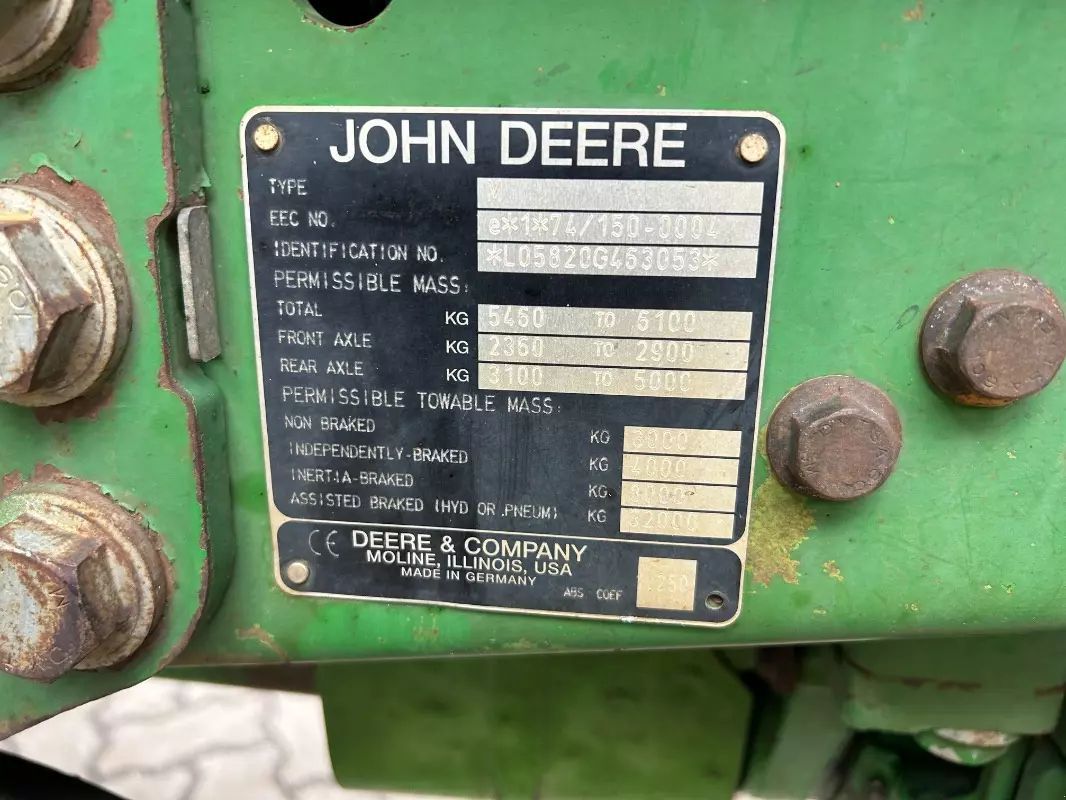 JOHN DEERE
TYPE
EEC NO. e*1*74/150-0004
IDENTIFICATION NO. *L05820G463053*
PERMISSIBLE MASS:
TOTAL KG 5460 TO 6100
FRONT AXLE KG 2360 TO 2900
REAR AXLE KG 3100 TO 5000
PERMISSIBLE TOWABLE MASS:
NON BRAKED KG 3000
INDEPENDENTLY-BRAKED KG 4000
INERTIA-BRAKED KG
ASSISTED BRAKED (HYD OR .PNEUM) KG 32000
CE DEERE & COMPANY
MOLINE, ILLINOIS, USA
MADE IN GERMANY
ABS COEF .250